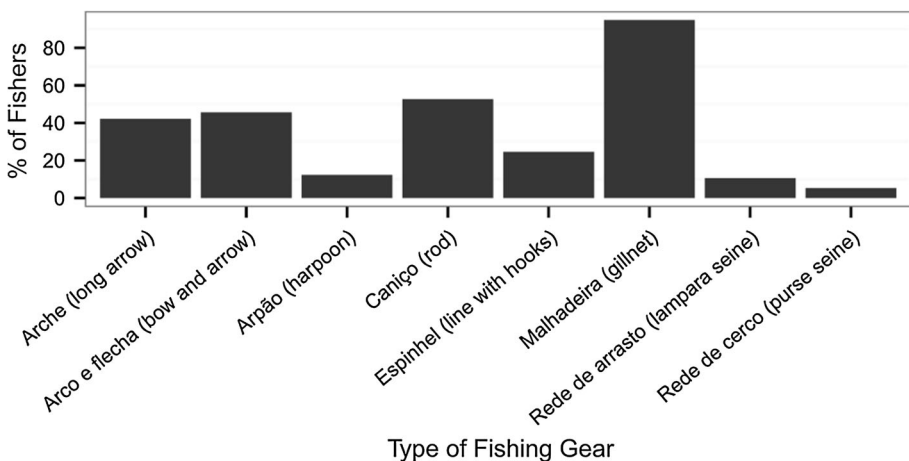 % of Fishers
80
60
40
20
0
Arche (long arrow)
Arco e flecha (bow and arrow)
Arpão (harpoon)
Caniço (rod)
Espinhel (line with hooks)
Malhadeira (gillnet)
Rede de arrasto (lampara seine)
Rede de cerco (purse seine)
Type of Fishing Gear